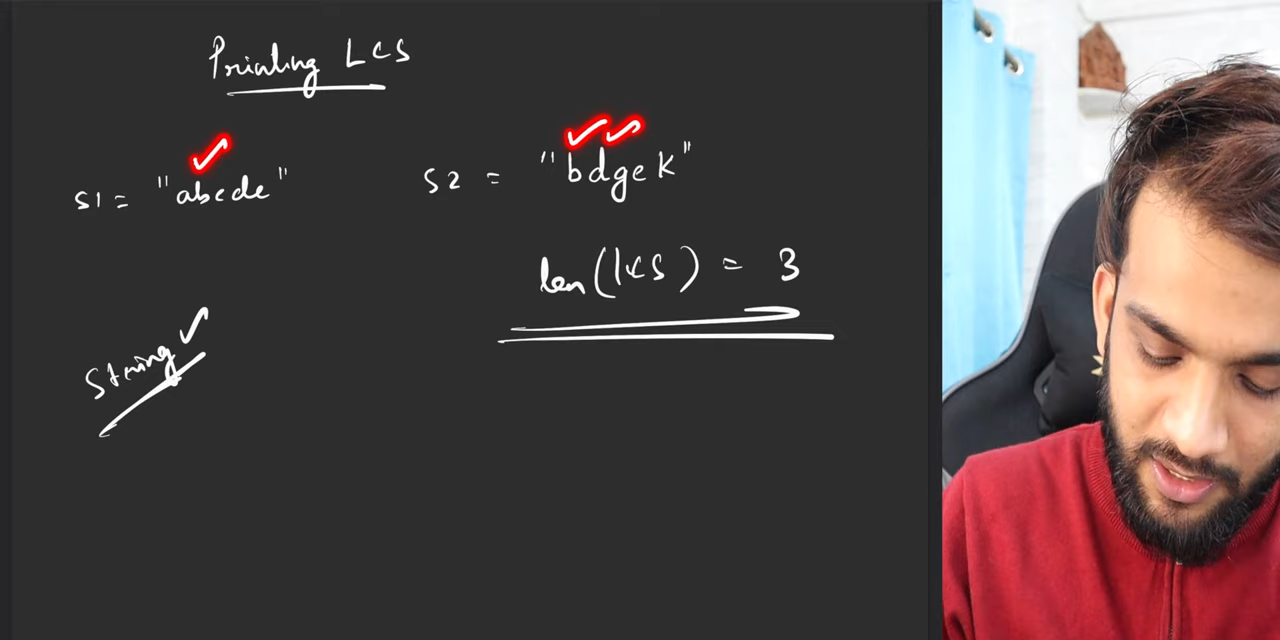 Printing LCS
S1 = "abcde"
S2 = "bdgek"
len(lcs) = 3
String